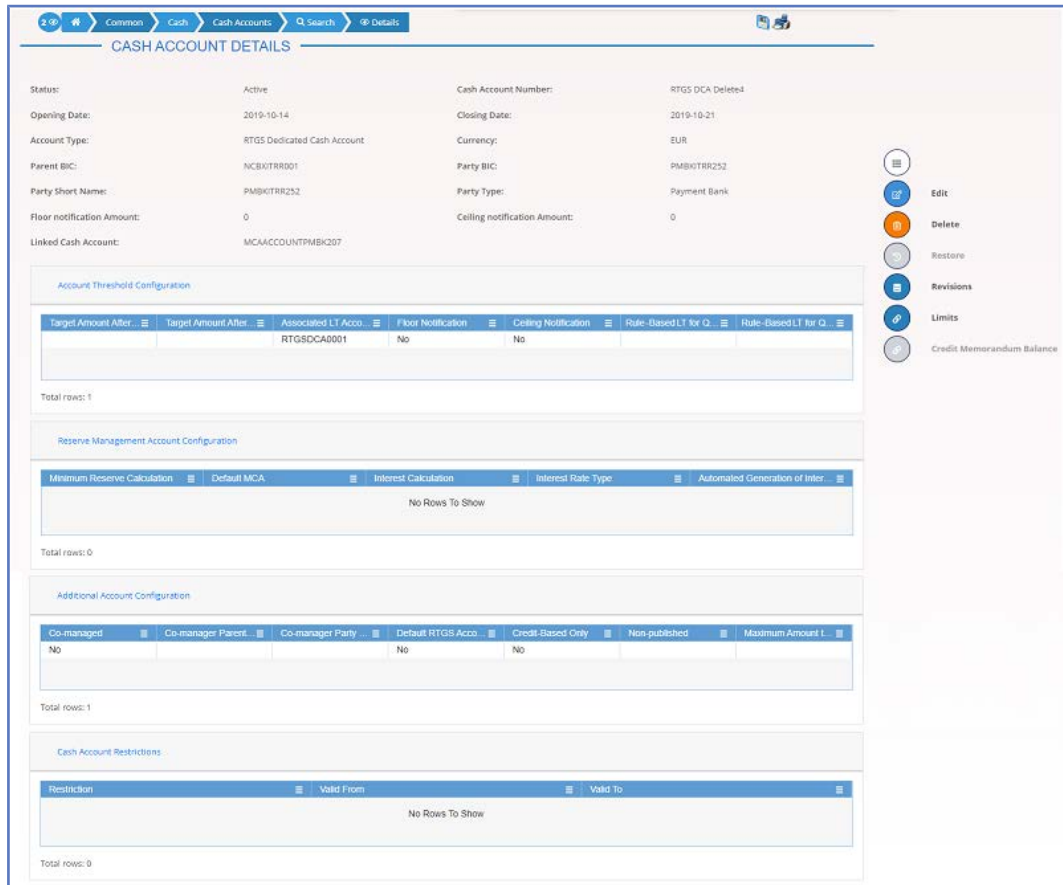 2 Common Cash Cash Accounts Search Details
CASH ACCOUNT DETAILS
Status: Active Cash Account Number: RTGS DCA Delete4
Opening Date: 2019-10-14 Closing Date: 2019-10-21
Account Type: RTGS Dedicated Cash Account Currency: EUR
Parent BIC: NCBXITRR001 Party BIC: PMBKITRR252
Party Short Name: PMBKITRR252 Party Type: Payment Bank
Floor notification Amount: 0 Ceiling notification Amount: 0
Linked Cash Account: MCAACCOUNTPMBK207
Edit
Delete
Restore
Revisions
Limits
Credit Memorandum Balance
Account Threshold Configuration
Target Amount After... Target Amount After... Associated LT Acco... Floor Notification Ceiling Notification Rule-Based LT for Q... Rule-Based LT for Q...
RTGSDCA0001 No No
Total rows: 1
Reserve Management Account Configuration
Minimum Reserve Calculation Default MCA Interest Calculation Interest Rate Type Automated Generation of Inter...
No Rows To Show
Total rows: 0
Additional Account Configuration
Co-managed Co-manager Parent... Co-manager Party ... Default RTGS Acco... Credit-Based Only Non-published Maximum Amount t...
No No No
Total rows: 1
Cash Account Restrictions
Restriction Valid From Valid To
No Rows To Show
Total rows: 0